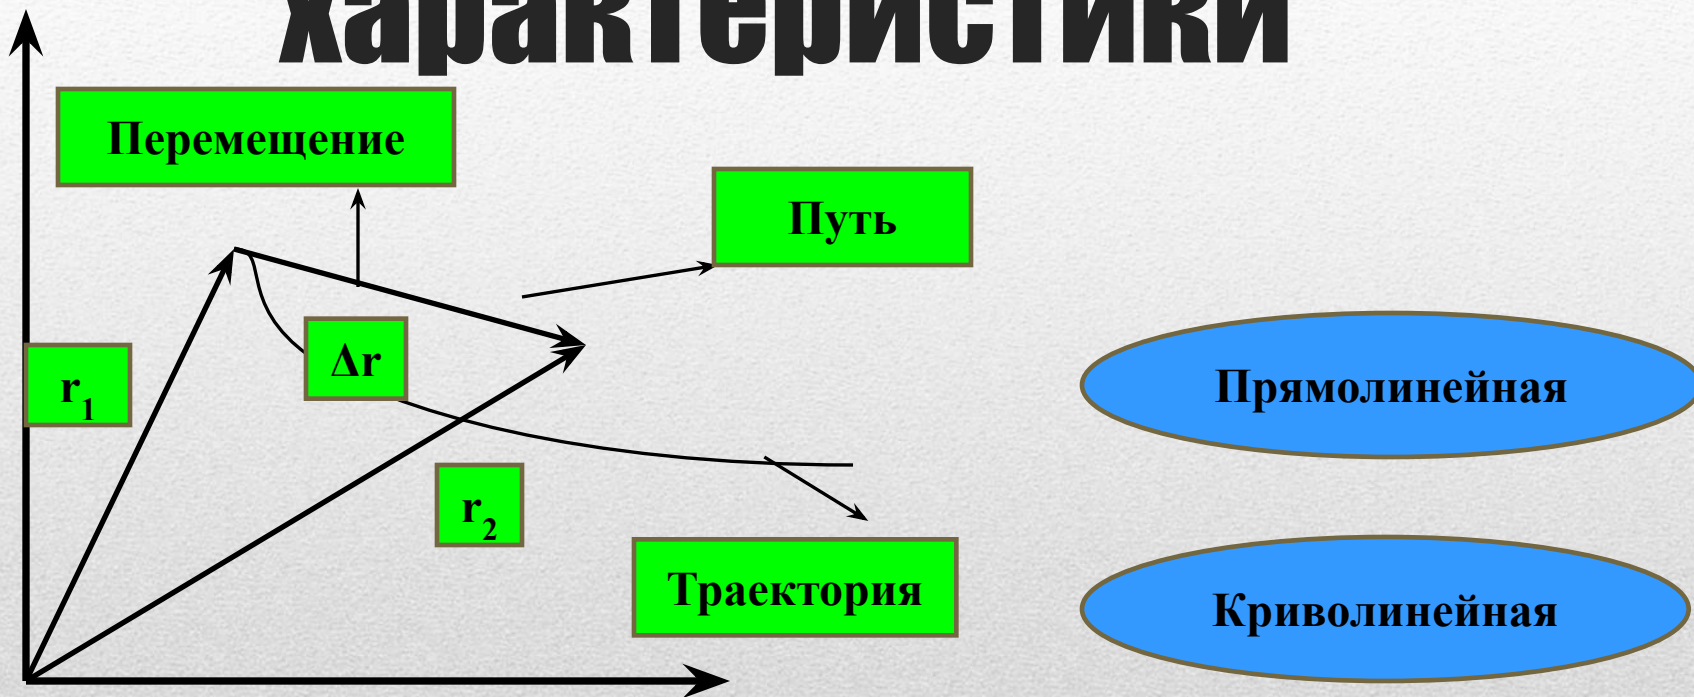 характеристики
Перемещение
Путь
Δr
r₁
Прямолинейная
r₂
Траектория
Криволинейная